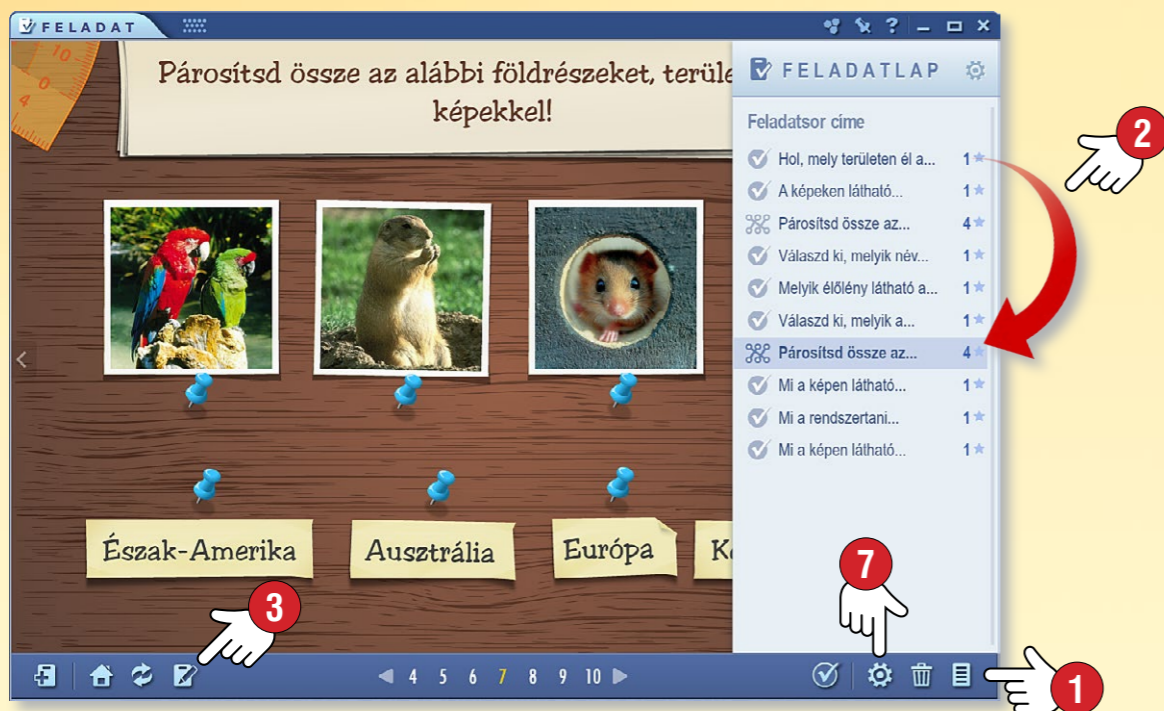 FELADAT
10
0
4
Párosítsd össze az alábbi földrészeket, terüle
képekkel!
Észak-Amerika
Ausztrália
Európa
4 5 6 7 8 9 10
FELADATLAP
Feladatsor címe
Hol, mely területen él a... 1
A képeken látható... 1
Párosítsd össze az... 4
Válaszd ki, melyik név... 1
Melyik élőlény látható a... 1
Válaszd ki, melyik a... 1
Párosítsd össze az... 4
Mi a képen látható... 1
Mi a rendszertani... 1
Mi a képen látható... 1
2
3
7
1